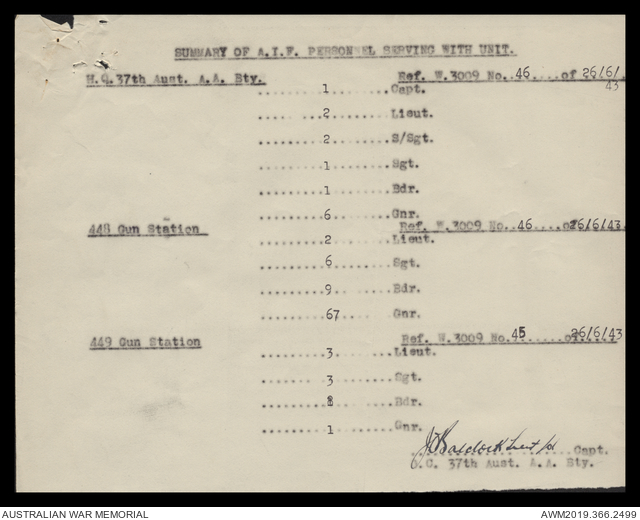 SUMMARY OF A.I.F. PERSONNEL SERVING WITH UNIT.
H.Q. 37th Aust. A.A. Bty. Ref. W.3009 No. 46 of 26/6/43
1 Capt.
2 Lieut.
2 S/Sgt.
1 Sgt.
1 Bdr.
6 Gnr.
448 Gun Station Ref. W.3009 No. 46 of 26/6/43
2 Lieut.
6 Sgt.
9 Bdr.
67 Gnr.
449 Gun Station Ref. W.3009 No. 45 of 26/6/43
3 Lieut.
3 Sgt.
Bdr.
1 Gnr.
Capt.
O.C. 37th Aust. A.A. Bty.
AUSTRALIAN WAR MEMORIAL
AWM2019.366.2499